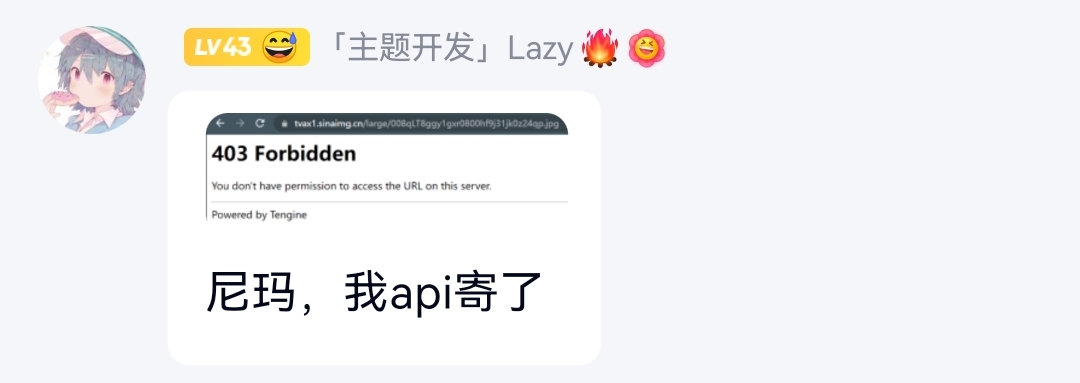 LV43 「主题开发」Lazy
tvax1.sinaimg.cn/large/008qLT8ggy1gxr0800hf9j31jk0z24qp.jpg
403 Forbidden
You don't have permission to access the URL on this server.
Powered by Tengine
尼玛，我api寄了